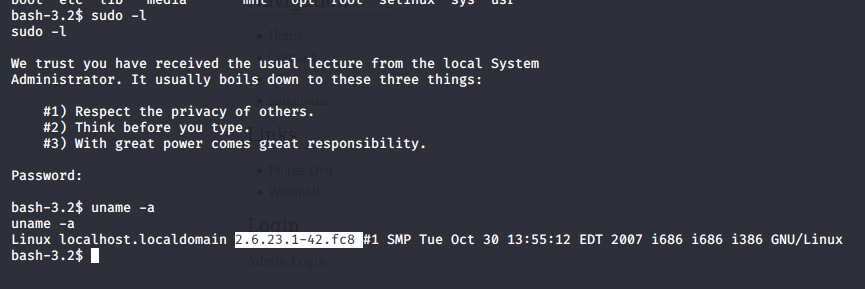 boot etc lib media mnt opt root selinux sys usr
bash-3.2$ sudo -l
sudo -l
We trust you have received the usual lecture from the local System
Administrator. It usually boils down to these three things:
#1) Respect the privacy of others.
#2) Think before you type.
#3) With great power comes great responsibility.
Password:
bash-3.2$ uname -a
uname -a
Linux localhost.localdomain 2.6.23.1-42.fc8 #1 SMP Tue Oct 30 13:55:12 EDT 2007 i686 i686 i386 GNU/Linux
bash-3.2$
Home
Links
Phake Org.
Webmail
Login
Admin Login